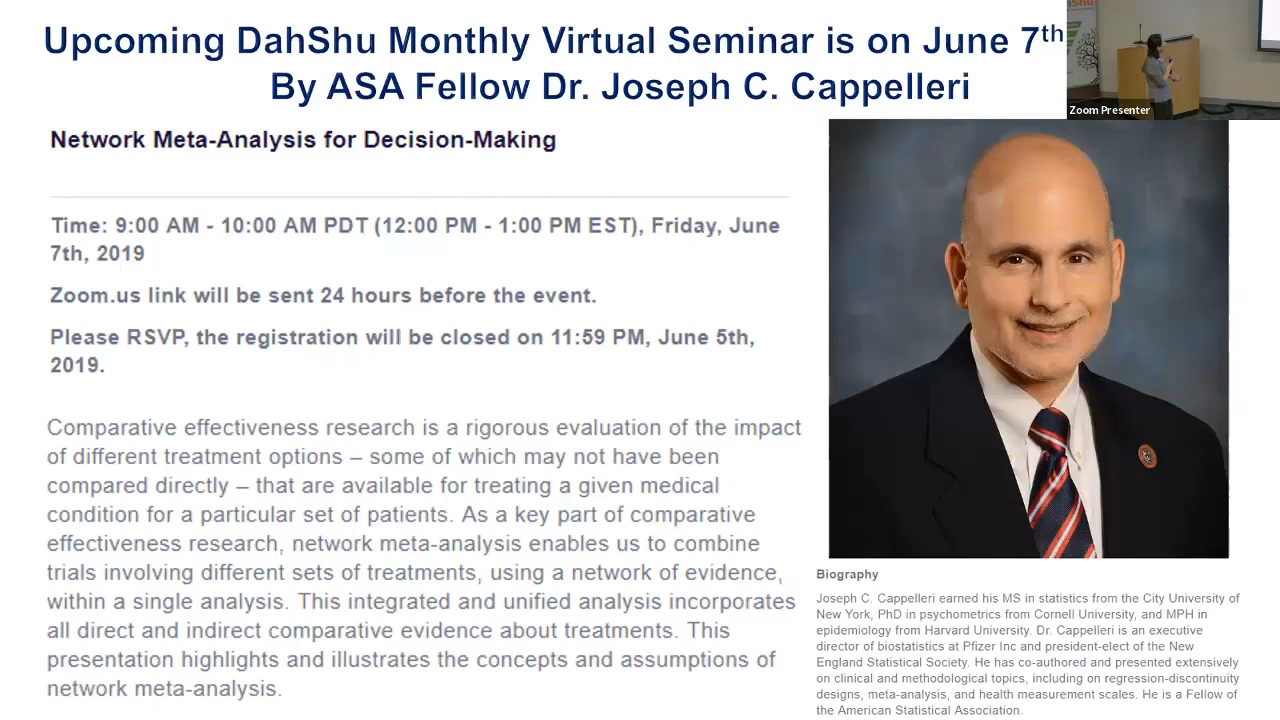 Upcoming DahShu Monthly Virtual Seminar is on June 7th
By ASA Fellow Dr. Joseph C. Cappelleri
Zoom Presenter
Network Meta-Analysis for Decision-Making
Time: 9:00 AM - 10:00 AM PDT (12:00 PM - 1:00 PM EST), Friday, June
7th, 2019
Zoom.us link will be sent 24 hours before the event.
Please RSVP, the registration will be closed on 11:59 PM, June 5th,
2019.
Comparative effectiveness research is a rigorous evaluation of the impact
of different treatment options – some of which may not have been
compared directly – that are available for treating a given medical
condition for a particular set of patients. As a key part of comparative
effectiveness research, network meta-analysis enables us to combine
trials involving different sets of treatments, using a network of evidence,
within a single analysis. This integrated and unified analysis incorporates
all direct and indirect comparative evidence about treatments. This
presentation highlights and illustrates the concepts and assumptions of
network meta-analysis.
Biography
Joseph C. Cappelleri earned his MS in statistics from the City University of
New York, PhD in psychometrics from Cornell University, and MPH in
epidemiology from Harvard University. Dr. Cappelleri is an executive
director of biostatistics at Pfizer Inc and president-elect of the New
England Statistical Society. He has co-authored and presented extensively
on clinical and methodological topics, including on regression-discontinuity
designs, meta-analysis, and health measurement scales. He is a Fellow of
the American Statistical Association.